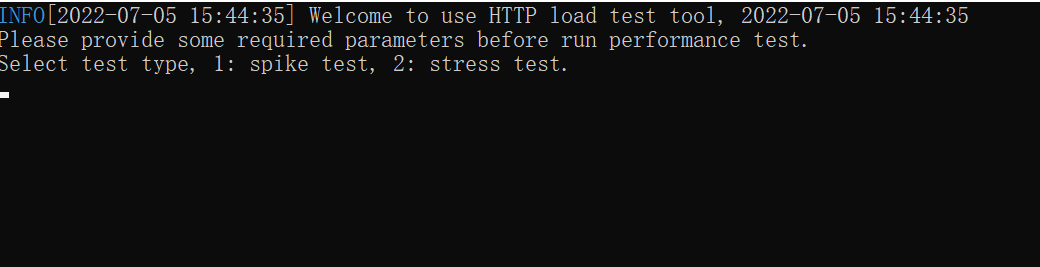 INFO[2022-07-05 15:44:35] Welcome to use HTTP load test tool, 2022-07-05 15:44:35
Please provide some required parameters before run performance test.
Select test type, 1: spike test, 2: stress test.